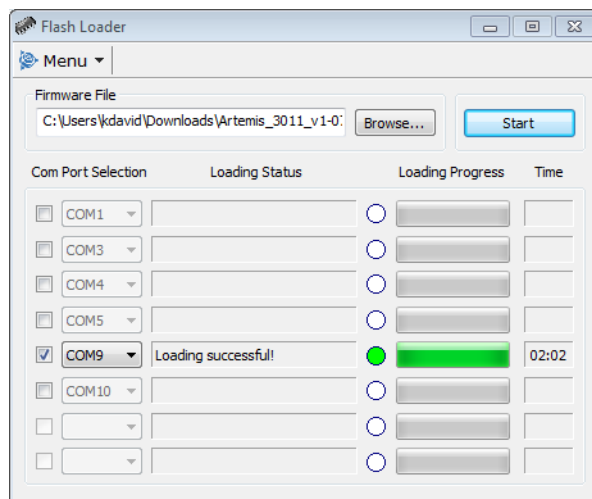 Flash Loader
Menu
Firmware File
C:\Users\kdavid\Downloads\Artemis_3011_v1-0
Browse...
Start
Com Port Selection Loading Status Loading Progress Time
COM1
COM3
COM4
COM5
COM9 Loading successful! 02:02
COM10